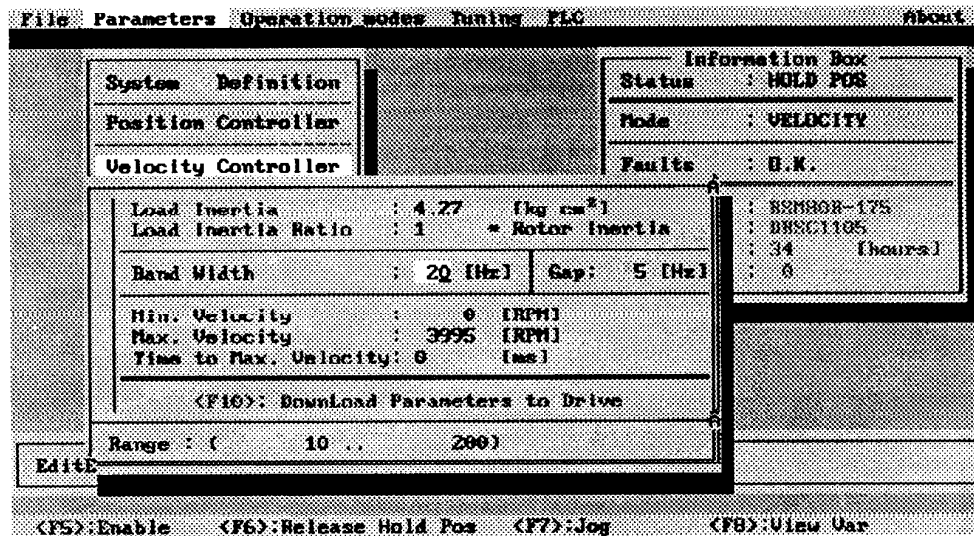 File Parameters Operation modes Tuning PLC About
System Definition
Position Controller
Velocity Controller
Information Box
Status : HOLD POS
Mode : VELOCITY
Faults : O.K.
: DBSC1105
: 34 [hours]
: 0
Load Inertia : 4.27 [kg cm²]
Load Inertia Ratio : 1 * Rotor Inertia
Band Width : 20 [Hz] Gap: 5 [Hz]
Min. Velocity : 0 [RPM]
Max. Velocity : 3995 [RPM]
Time to Max. Velocity: 0 [ms]
<F10>: DownLoad Parameters to Drive
Range : ( 10 .. 200)
Edit
<F5>:Enable <F6>:Release Hold Pos <F7>:Jog <F8>:View Var